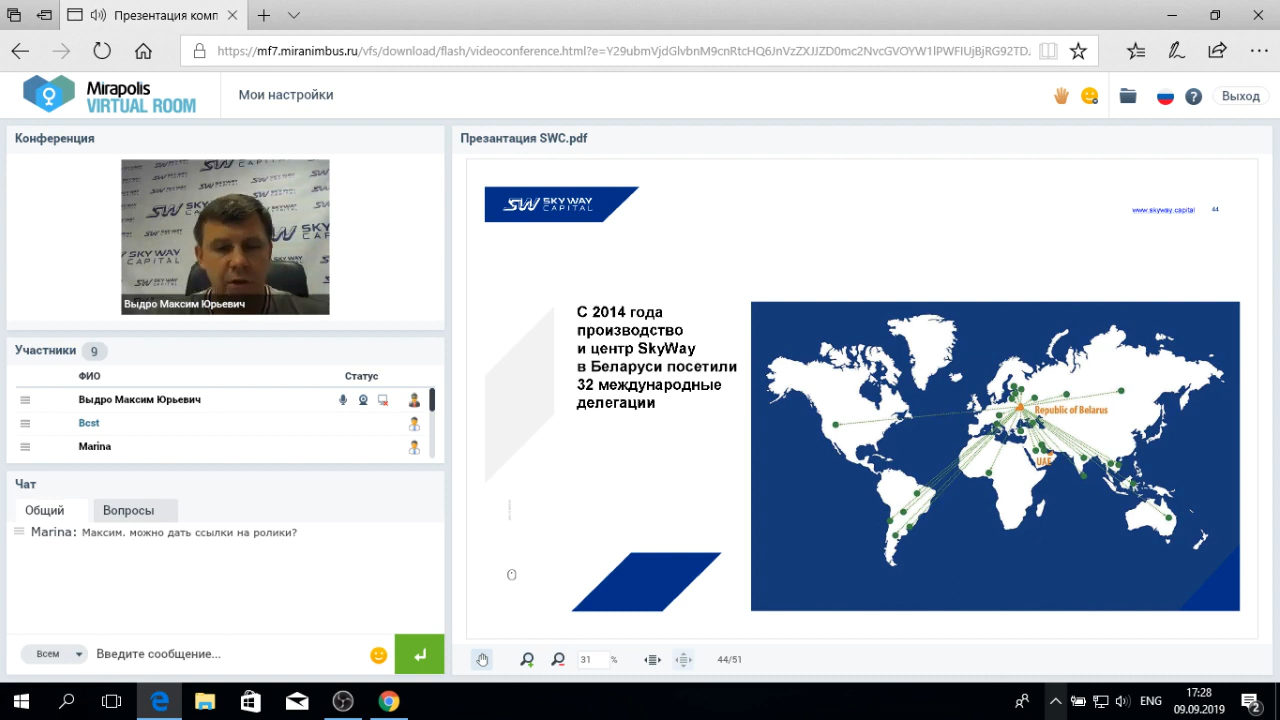 Презентация комп
https://mf7.miranimbus.ru/vfs/download/flash/videoconference.html?e=Y29ubmVjdGlvbnM9cnRtcHQ6JnVzZXJJZD0mc2NvcGVOYW1lPWFIUjBjRG92TD.
Mirapolis
VIRTUAL ROOM
Мои настройки
Выход
Конференция
SKY WAY CAPITAL
Выдро Максим Юрьевич
Участники 9
ФИО Статус
Выдро Максим Юрьевич
Bcst
Marina
Чат
Общий Вопросы
Marina: Максим. можно дать ссылки на ролики?
Всем Введите сообщение...
Презантация SWC.pdf
SW SKY WAY CAPITAL
www.skyway.capital 44
С 2014 года
производство
и центр SkyWay
в Беларуси посетили
32 международные
делегации
Republic of Belarus
UAE
31 %
44/51
ENG
17:28
09.09.2019
2